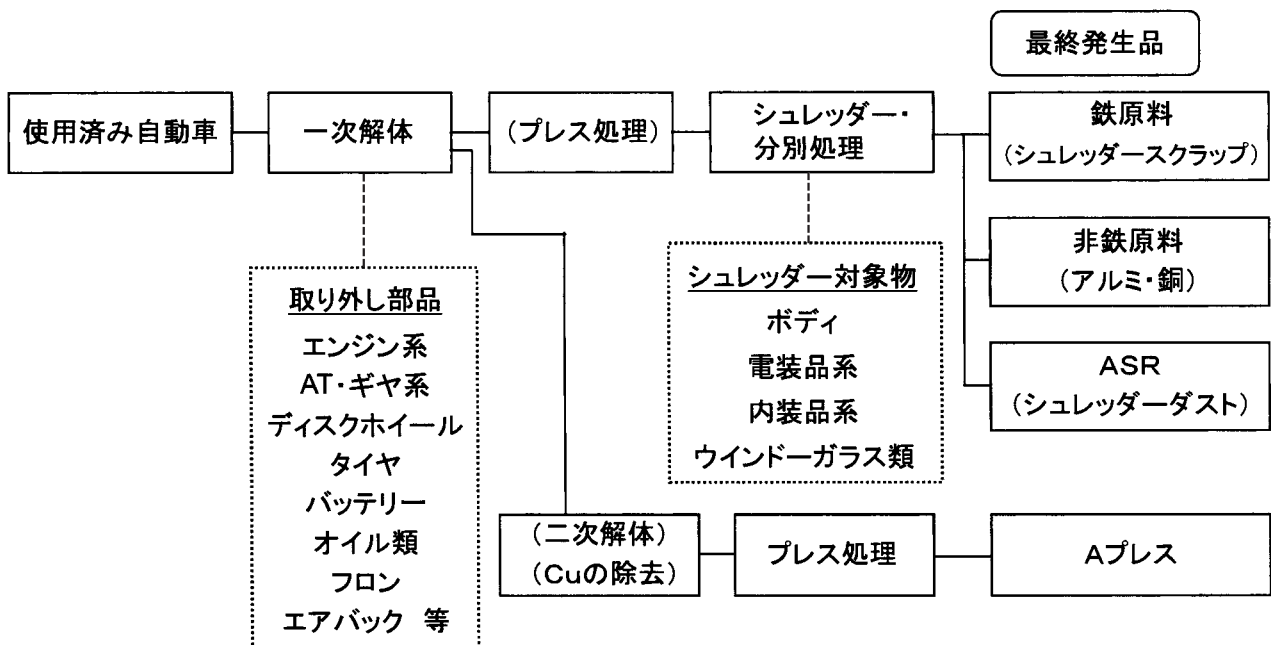 最終発生品
使用済み自動車
一次解体
(プレス処理)
シュレッダー・
分別処理
鉄原料
(シュレッダースクラップ)
非鉄原料
(アルミ・銅)
ASR
(シュレッダーダスト)
取り外し部品
エンジン系
AT・ギヤ系
ディスクホイール
タイヤ
バッテリー
オイル類
フロン
エアバック 等
シュレッダー対象物
ボディ
電装品系
内装品系
ウインドーガラス類
(二次解体)
(Cuの除去)
プレス処理
Aプレス